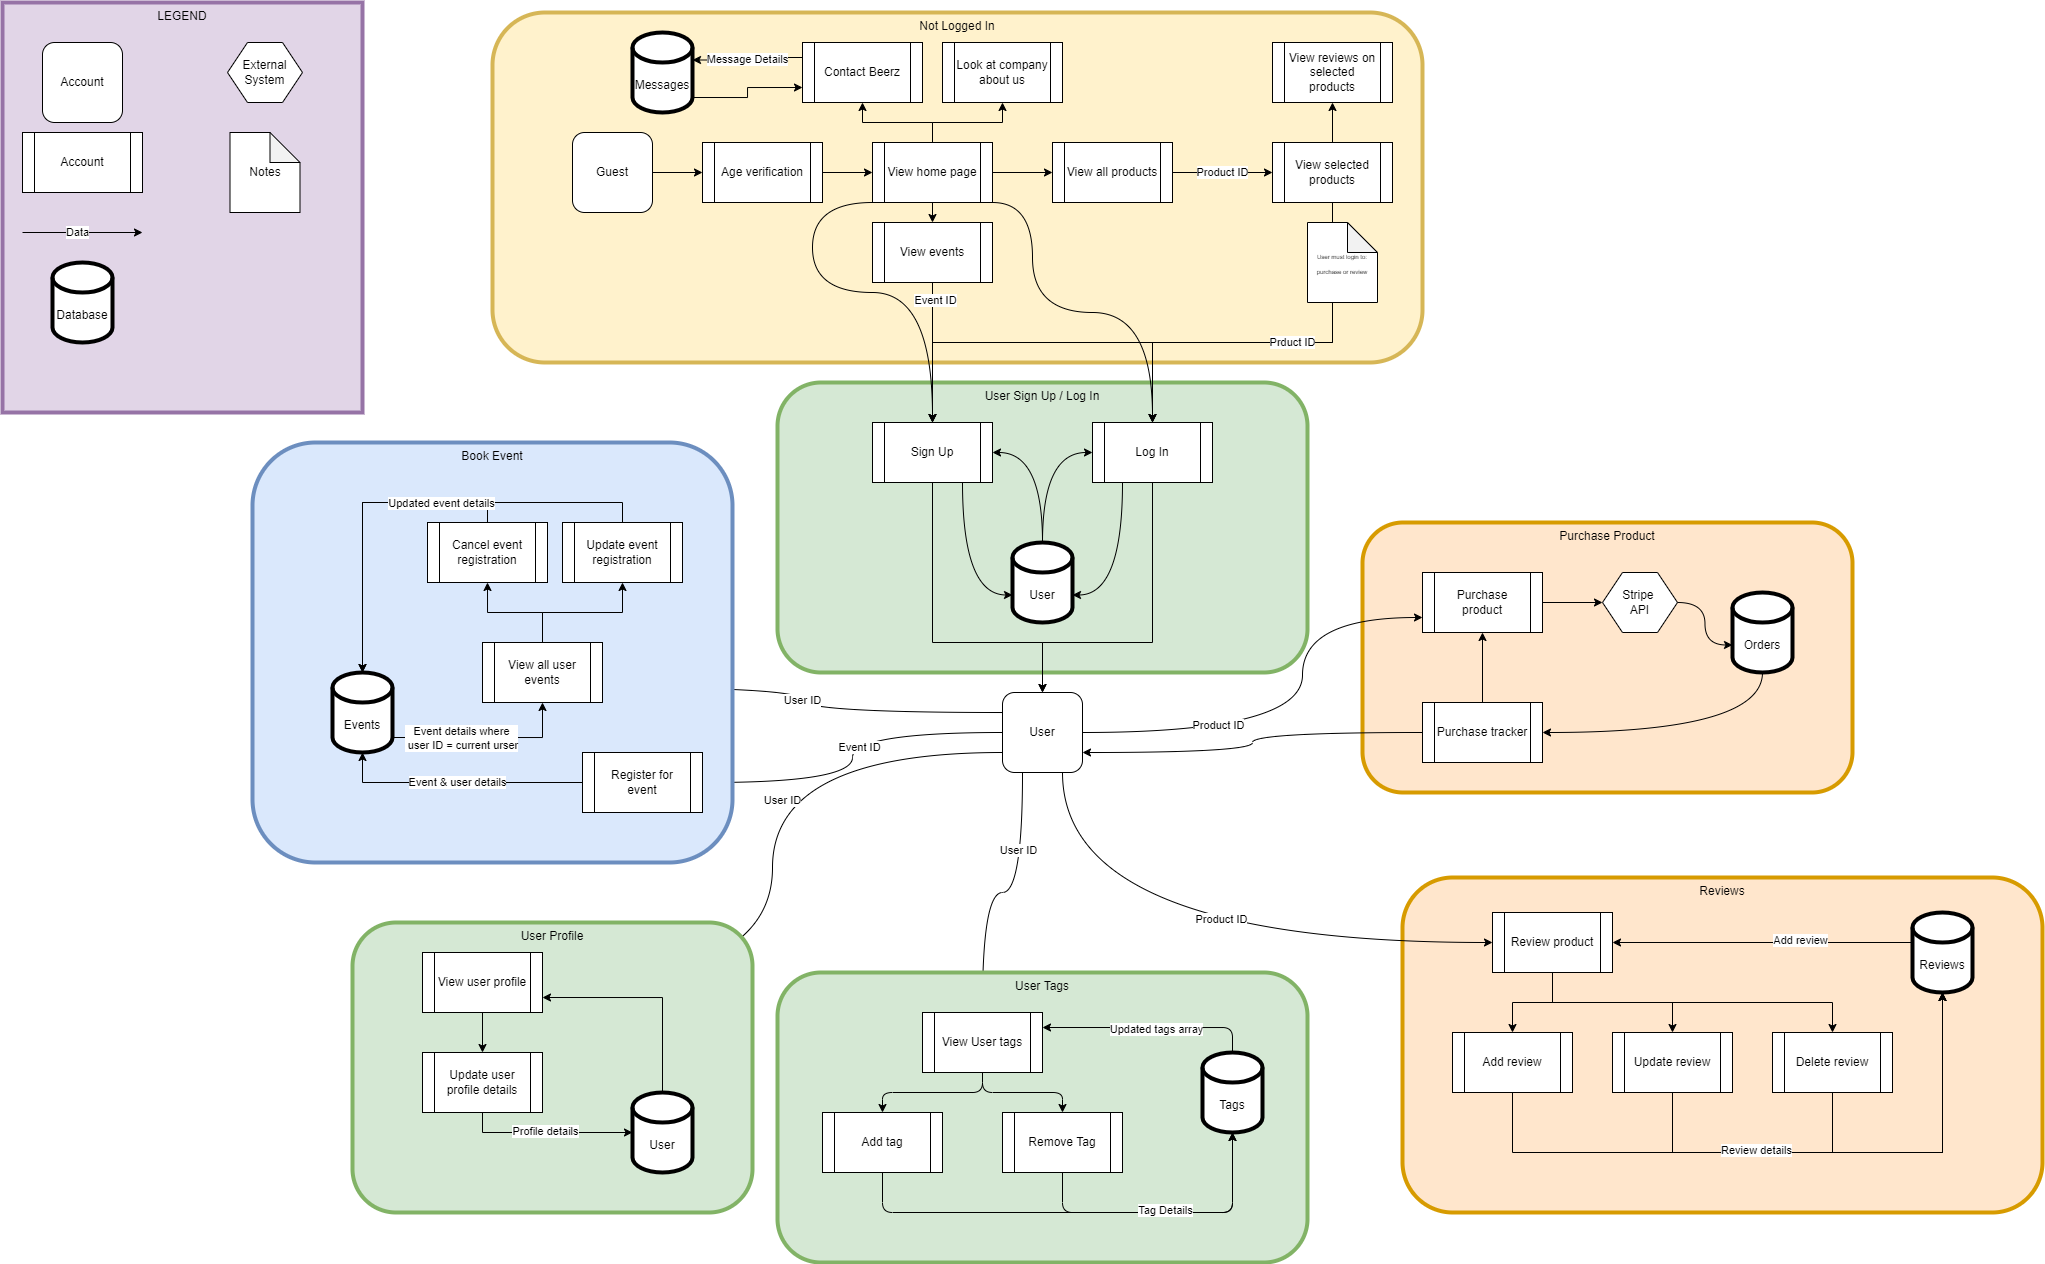 LEGEND
Account
External
System
Account
Notes
Data
Database
Not Logged In
Messages
Message Details
Contact Beerz
Look at company
about us
View reviews on
selected
products
Guest
Age verification
View home page
View all products
Product ID
View selected
products
View events
User must login to:
purchase or review
Event ID
Prduct ID
User Sign Up / Log In
Sign Up
Log In
User
Book Event
Updated event details
Cancel event
registration
Update event
registration
View all user
events
Events
Event details where
user ID = current urser
Event & user details
Register for
event
User ID
Event ID
User ID
User
Product ID
User ID
Product ID
Purchase Product
Purchase
product
Stripe
API
Orders
Purchase tracker
User Profile
View user profile
Update user
profile details
Profile details
User
User Tags
View User tags
Updated tags array
Tags
Add tag
Remove Tag
Tag Details
Reviews
Review product
Add review
Reviews
Add review
Update review
Delete review
Review details